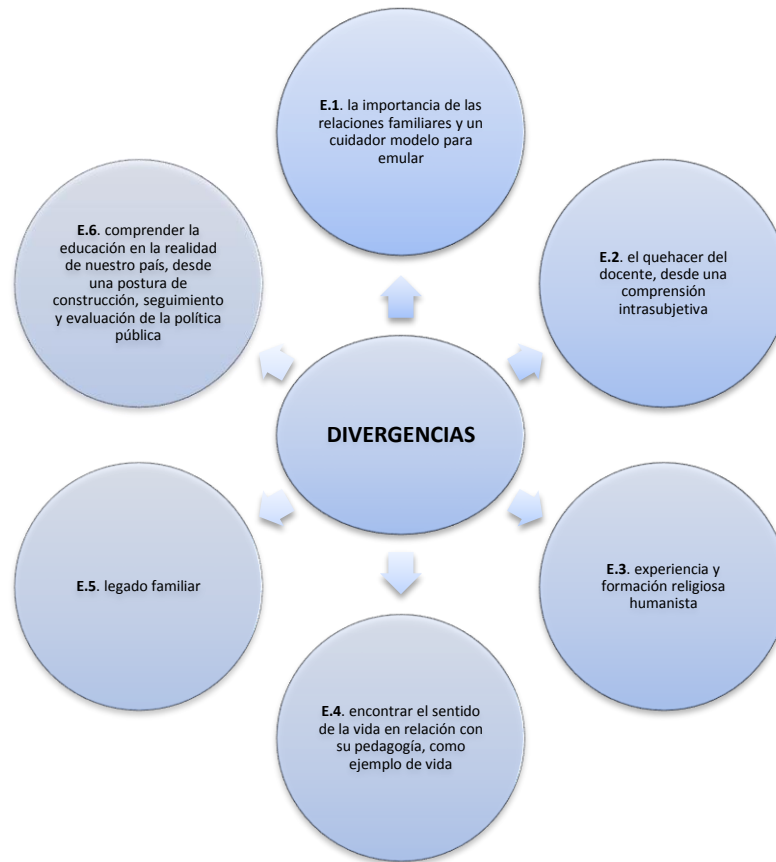 E.1. la importancia de las
relaciones familiares y un
cuidador modelo para
emular
E.2. el quehacer del
docente, desde una
comprensión
intrasubjetiva
E.3. experiencia y
formación religiosa
humanista
E.4. encontrar el sentido
de la vida en relación con
su pedagogía, como
ejemplo de vida
E.5. legado familiar
E.6. comprender la
educación en la realidad
de nuestro país, desde
una postura de
construcción, seguimiento
y evaluación de la política
pública
DIVERGENCIAS